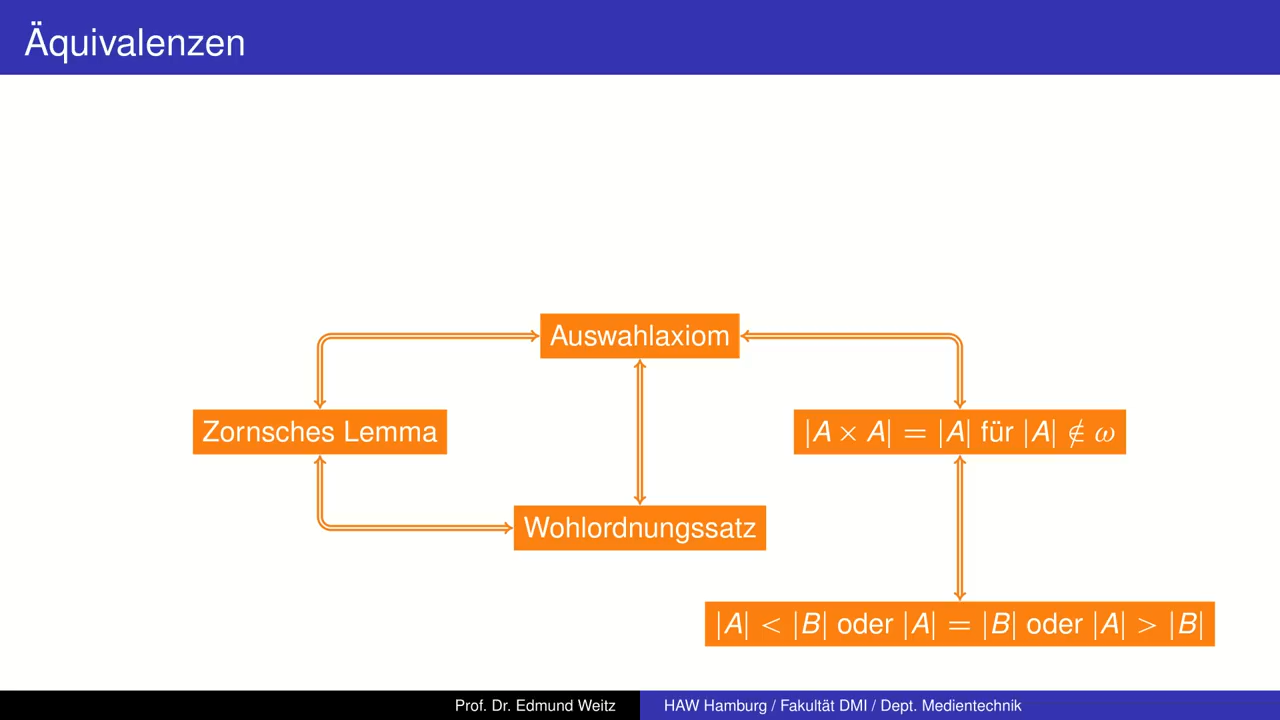 Äquivalenzen
Auswahlaxiom
Zornsches Lemma
|A × A| = |A| für |A| ∉ ω
Wohlordnungssatz
|A| < |B| oder |A| = |B| oder |A| > |B|
Prof. Dr. Edmund Weitz
HAW Hamburg / Fakultät DMI / Dept. Medientechnik